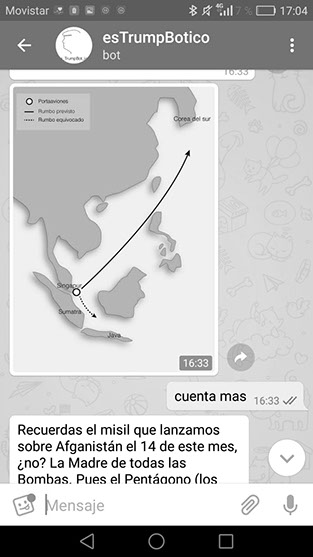 Movistar 4G 7 % 17:04
esTrumpBotico
bot
TrumpBot
16:33
Portaaviones
Rumbo previsto
Rumbo equivocado
Corea del sur
Singapur
Sumatra
Java
16:33
cuenta mas 16:33
Recuerdas el misil que lanzamos
sobre Afganistán el 14 de este mes,
¿no? La Madre de todas las
Bombas. Pues el Pentágono (los
Mensaje